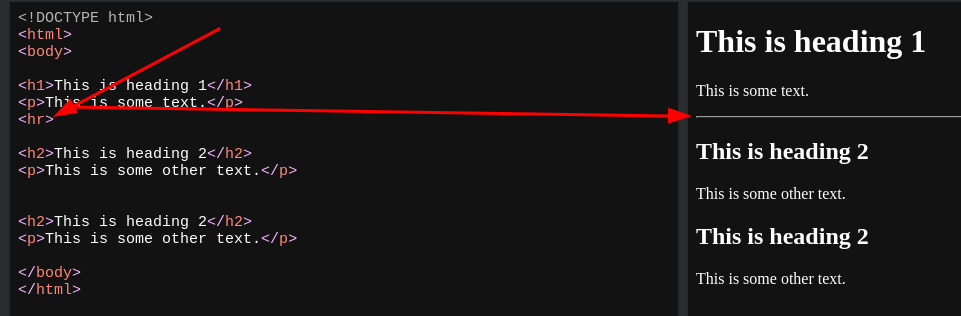 <!DOCTYPE html>
<html>
<body>
<h1>This is heading 1</h1>
<p>This is some text.</p>
<hr>
<h2>This is heading 2</h2>
<p>This is some other text.</p>
<h2>This is heading 2</h2>
<p>This is some other text.</p>
</body>
</html>
This is heading 1
This is some text.
This is heading 2
This is some other text.
This is heading 2
This is some other text.